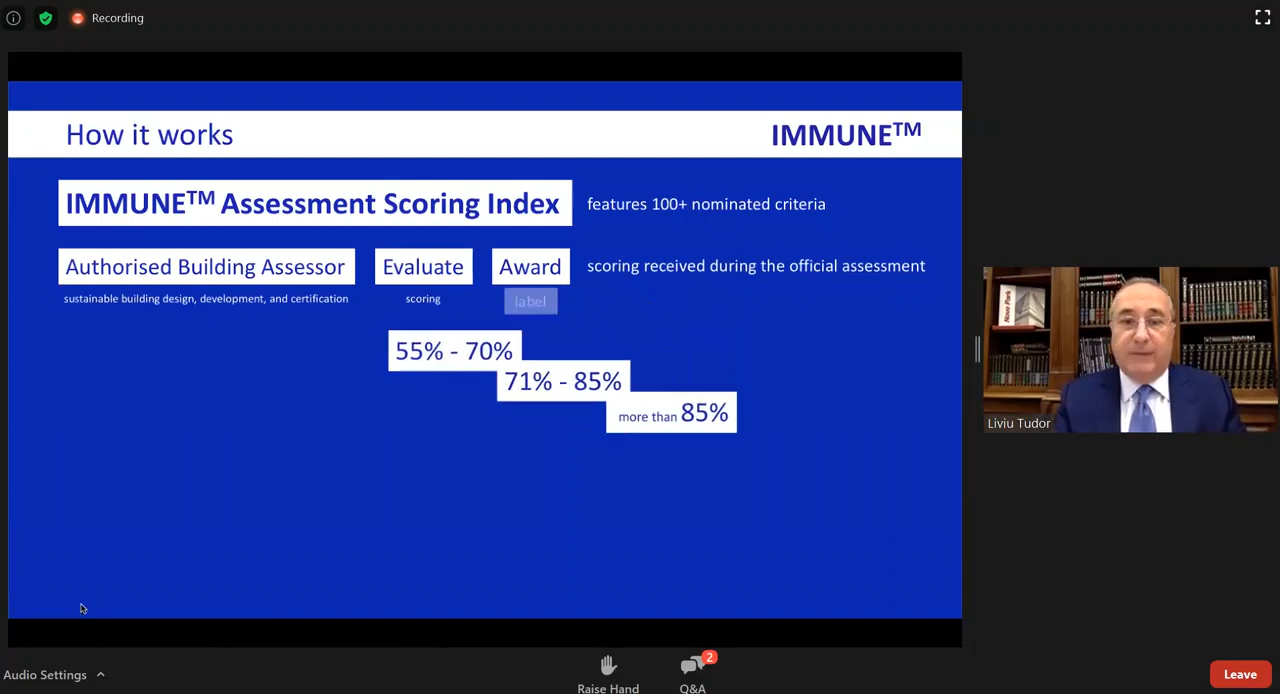 Recording
How it works
IMMUNE™
IMMUNE™ Assessment Scoring Index
features 100+ nominated criteria
Authorised Building Assessor
Evaluate
Award
scoring received during the official assessment
sustainable building design, development, and certification
scoring
label
55% - 70%
71% - 85%
more than 85%
Novo Park
Liviu Tudor
Audio Settings
Raise Hand
2
Q&A
Leave